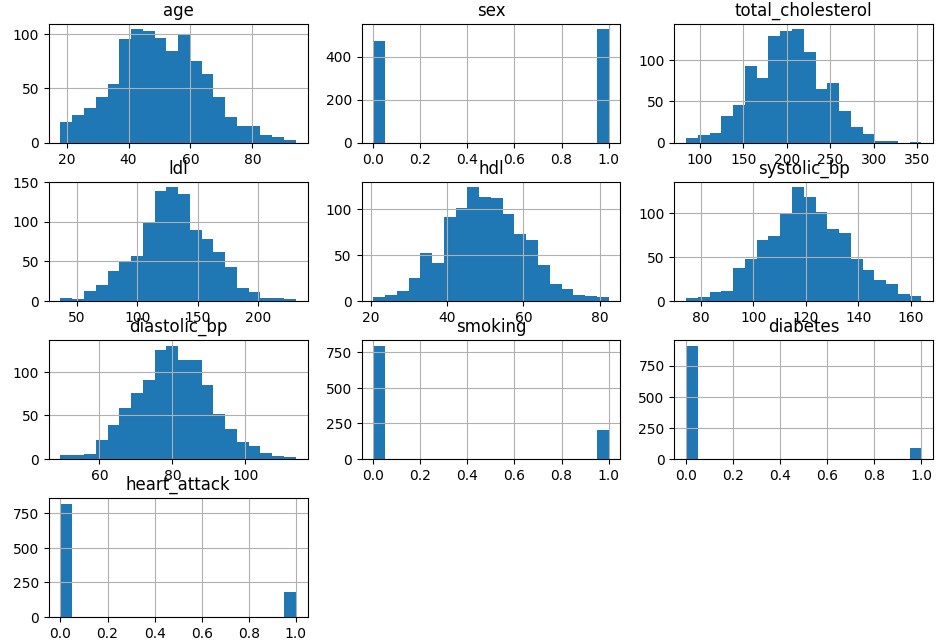 age sex total_cholesterol
100 50 0
20 40 60 80
400 200 0
0.0 0.2 0.4 0.6 0.8 1.0
100 50 0
100 150 200 250 300 350
ldl hdl systolic_bp
150 100 50 0
50 100 150 200
100 50 0
20 40 60 80
100 50 0
80 100 120 140 160
diastolic_bp smoking diabetes
100 50 0
60 80 100
750 500 250 0
0.0 0.2 0.4 0.6 0.8 1.0
750 500 250 0
0.0 0.2 0.4 0.6 0.8 1.0
heart_attack
750 500 250 0
0.0 0.2 0.4 0.6 0.8 1.0